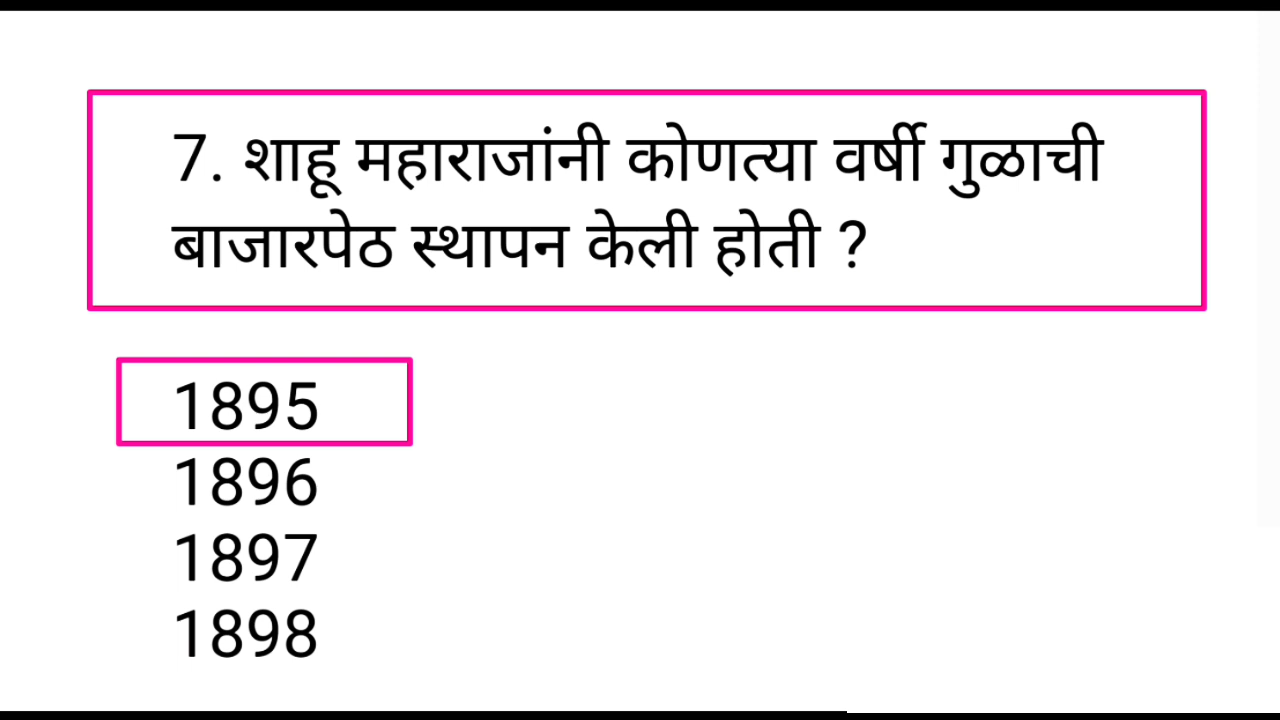 7. शाहू महाराजांनी कोणत्या वर्षी गुळाची
बाजारपेठ स्थापन केली होती ?
1895
1896
1897
1898